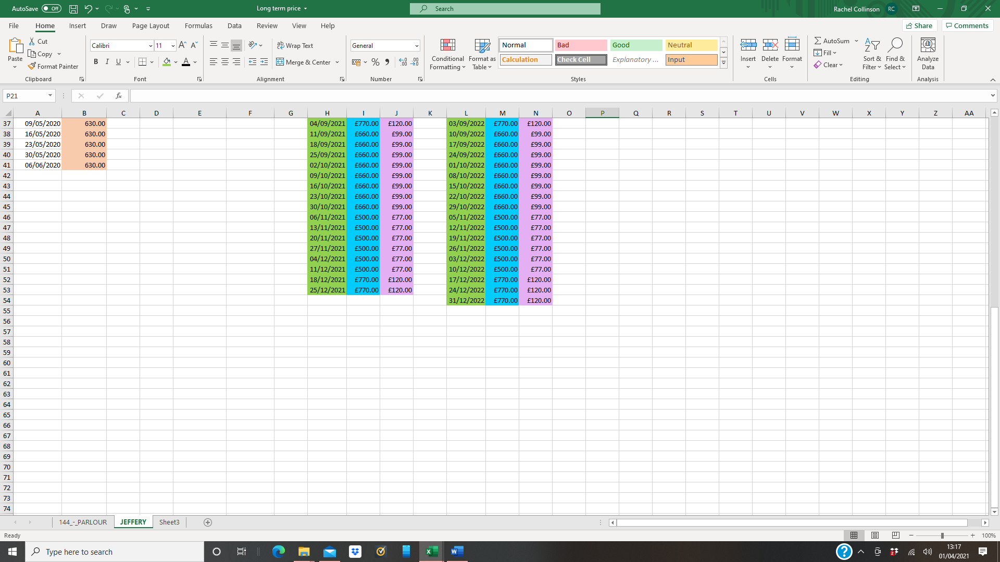 AutoSave Off Long term price Search Rachel Collinson RC
File Home Insert Draw Page Layout Formulas Data Review View Help Share Comments
Paste Cut Copy Format Painter Clipboard
Calibri 11 B I U A Font
Wrap Text Merge & Center Alignment
General % Number
Conditional Formatting Format as Table Normal Bad Good Neutral Calculation Check Cell Explanatory ... Input Styles
Insert Delete Format Cells
AutoSum Fill Clear Sort & Filter Find & Select Editing
Analyze Data Analysis
P21 fx
A B C D E F G H I J K L M N O P Q R S T U V W X Y Z AA
37 09/05/2020 630.00 04/09/2021 £770.00 £120.00 03/09/2022 £770.00 £120.00
38 16/05/2020 630.00 11/09/2021 £660.00 £99.00 10/09/2022 £660.00 £99.00
39 23/05/2020 630.00 18/09/2021 £660.00 £99.00 17/09/2022 £660.00 £99.00
40 30/05/2020 630.00 25/09/2021 £660.00 £99.00 24/09/2022 £660.00 £99.00
41 06/06/2020 630.00 02/10/2021 £660.00 £99.00 01/10/2022 £660.00 £99.00
42 09/10/2021 £660.00 £99.00 08/10/2022 £660.00 £99.00
43 16/10/2021 £660.00 £99.00 15/10/2022 £660.00 £99.00
44 23/10/2021 £660.00 £99.00 22/10/2022 £660.00 £99.00
45 30/10/2021 £660.00 £99.00 29/10/2022 £660.00 £99.00
46 06/11/2021 £500.00 £77.00 05/11/2022 £500.00 £77.00
47 13/11/2021 £500.00 £77.00 12/11/2022 £500.00 £77.00
48 20/11/2021 £500.00 £77.00 19/11/2022 £500.00 £77.00
49 27/11/2021 £500.00 £77.00 26/11/2022 £500.00 £77.00
50 04/12/2021 £500.00 £77.00 03/12/2022 £500.00 £77.00
51 11/12/2021 £500.00 £77.00 10/12/2022 £500.00 £77.00
52 18/12/2021 £770.00 £120.00 17/12/2022 £770.00 £120.00
53 25/12/2021 £770.00 £120.00 24/12/2022 £770.00 £120.00
54 31/12/2022 £770.00 £120.00
55
56
57
58
59
60
61
62
63
64
65
66
67
68
69
70
71
72
73
74
144_-_PARLOUR JEFFERY Sheet3
Ready 100%
Type here to search 13:17
01/04/2021